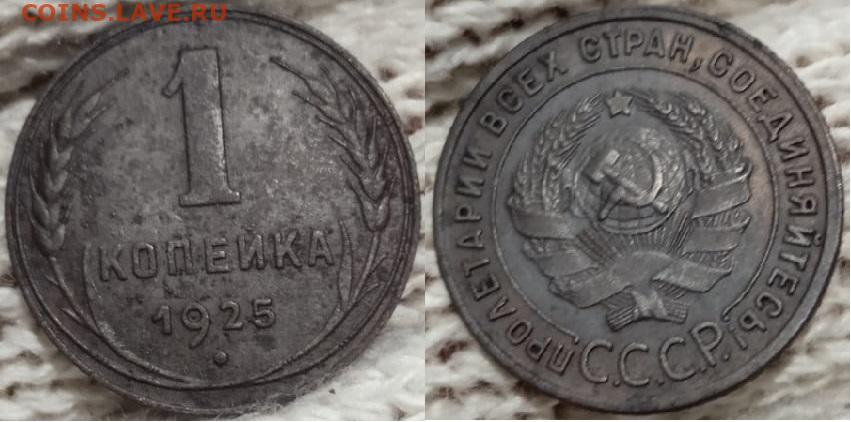 COINS.LAVE.RU
1
КОПЕЙКА
1925
ПРОЛЕТАРИИ ВСЕХ СТРАН, СОЕДИНЯЙТЕСЬ!
С.С.С.Р.